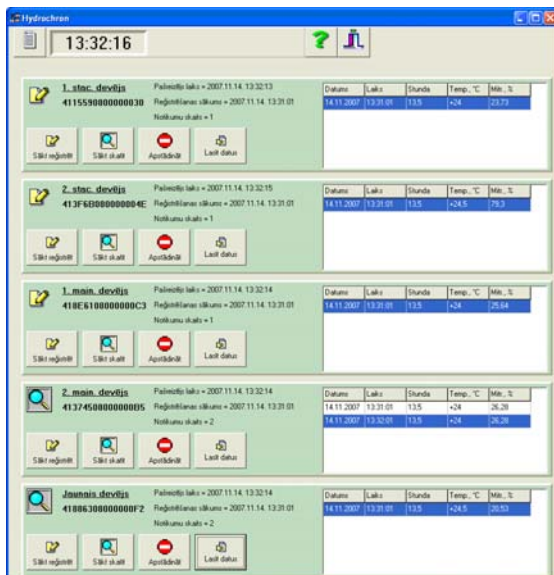 Hydrochron
13:32:16
1. stac. devējs
4115590000000030
Pašreizējs laiks = 2007.11.14. 13:32:13
Reģistrēšanas sākums = 2007.11.14. 13:31:01
Notikumu skaits = 1
Sākt reģistrēt Sākt skatīt Apstādināt Lasīt datus
Datums Laiks Stunda Temp., °C Mitr., %
14.11.2007 13:31:01 13,5 +24 23,73
2. stac. devējs
413F6B000000004E
Pašreizējs laiks = 2007.11.14. 13:32:15
Reģistrēšanas sākums = 2007.11.14. 13:31:01
Notikumu skaits = 1
Sākt reģistrēt Sākt skatīt Apstādināt Lasīt datus
Datums Laiks Stunda Temp., °C Mitr., %
14.11.2007 13:31:01 13,5 +24,5 79,3
1. main. devējs
418E6100000000C3
Pašreizējs laiks = 2007.11.14. 13:32:14
Reģistrēšanas sākums = 2007.11.14. 13:31:01
Notikumu skaits = 1
Sākt reģistrēt Sākt skatīt Apstādināt Lasīt datus
Datums Laiks Stunda Temp., °C Mitr., %
14.11.2007 13:31:01 13,5 +24 25,64
2. main. devējs
41374500000000B5
Pašreizējs laiks = 2007.11.14. 13:32:14
Reģistrēšanas sākums = 2007.11.14. 13:31:01
Notikumu skaits = 2
Sākt reģistrēt Sākt skatīt Apstādināt Lasīt datus
Datums Laiks Stunda Temp., °C Mitr., %
14.11.2007 13:31:01 13,5 +24 26,28
14.11.2007 13:32:01 13,5 +24 26,28
Jaunais devējs
41886300000000F2
Pašreizējs laiks = 2007.11.14. 13:32:14
Reģistrēšanas sākums = 2007.11.14. 13:31:01
Notikumu skaits = 2
Sākt reģistrēt Sākt skatīt Apstādināt Lasīt datus
Datums Laiks Stunda Temp., °C Mitr., %
14.11.2007 13:31:01 13,5 +24,5 20,53